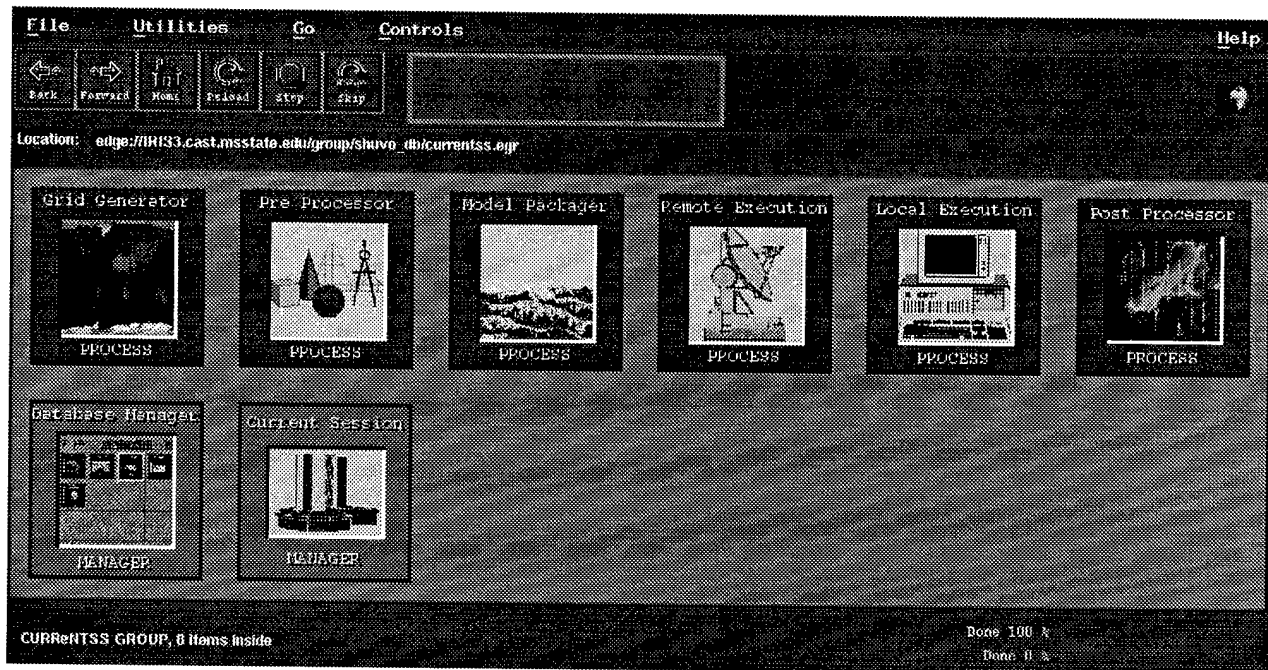 File Utilities Go Controls Help
Back Forward Home Reload Stop Skip
Location: edge://IRIS3.cast.msstate.edu/group/shuvo_db/currentss.egr
Grid Generator Pre Processor Model Packager Remote Execution Local Execution Post Processor
PROCESS PROCESS PROCESS PROCESS PROCESS PROCESS
Database Manager Current Session
MANAGER MANAGER
CURReNTSS GROUP, 8 items inside
Done 100 %
Done 0 %